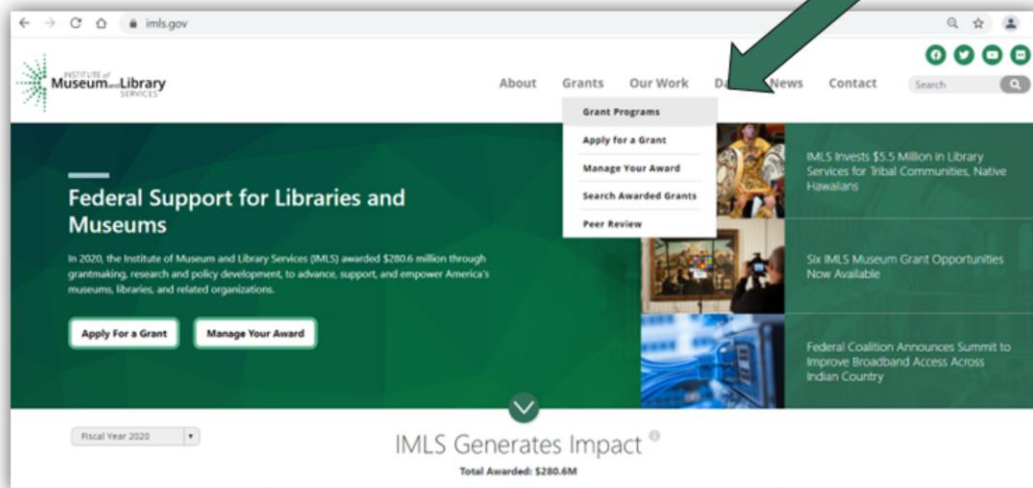 imls.gov
INSTITUTE of
Museum and Library
SERVICES
About Grants Our Work News Contact Search
Grant Programs
Apply for a Grant
Manage Your Award
Search Awarded Grants
Peer Review
Federal Support for Libraries and
Museums
In 2020, the Institute of Museum and Library Services (IMLS) awarded $280.6 million through
grantmaking, research and policy development, to advance, support, and empower America's
museums, libraries, and related organizations.
Apply For a Grant Manage Your Award
IMLS Invests $5.5 Million in Library
Services for Tribal Communities, Native
Hawaiians
Six IMLS Museum Grant Opportunities
Now Available
Federal Coalition Announces Summit to
Improve Broadband Access Across
Indian Country
Fiscal Year 2020
IMLS Generates Impact
Total Awarded: $280.6M